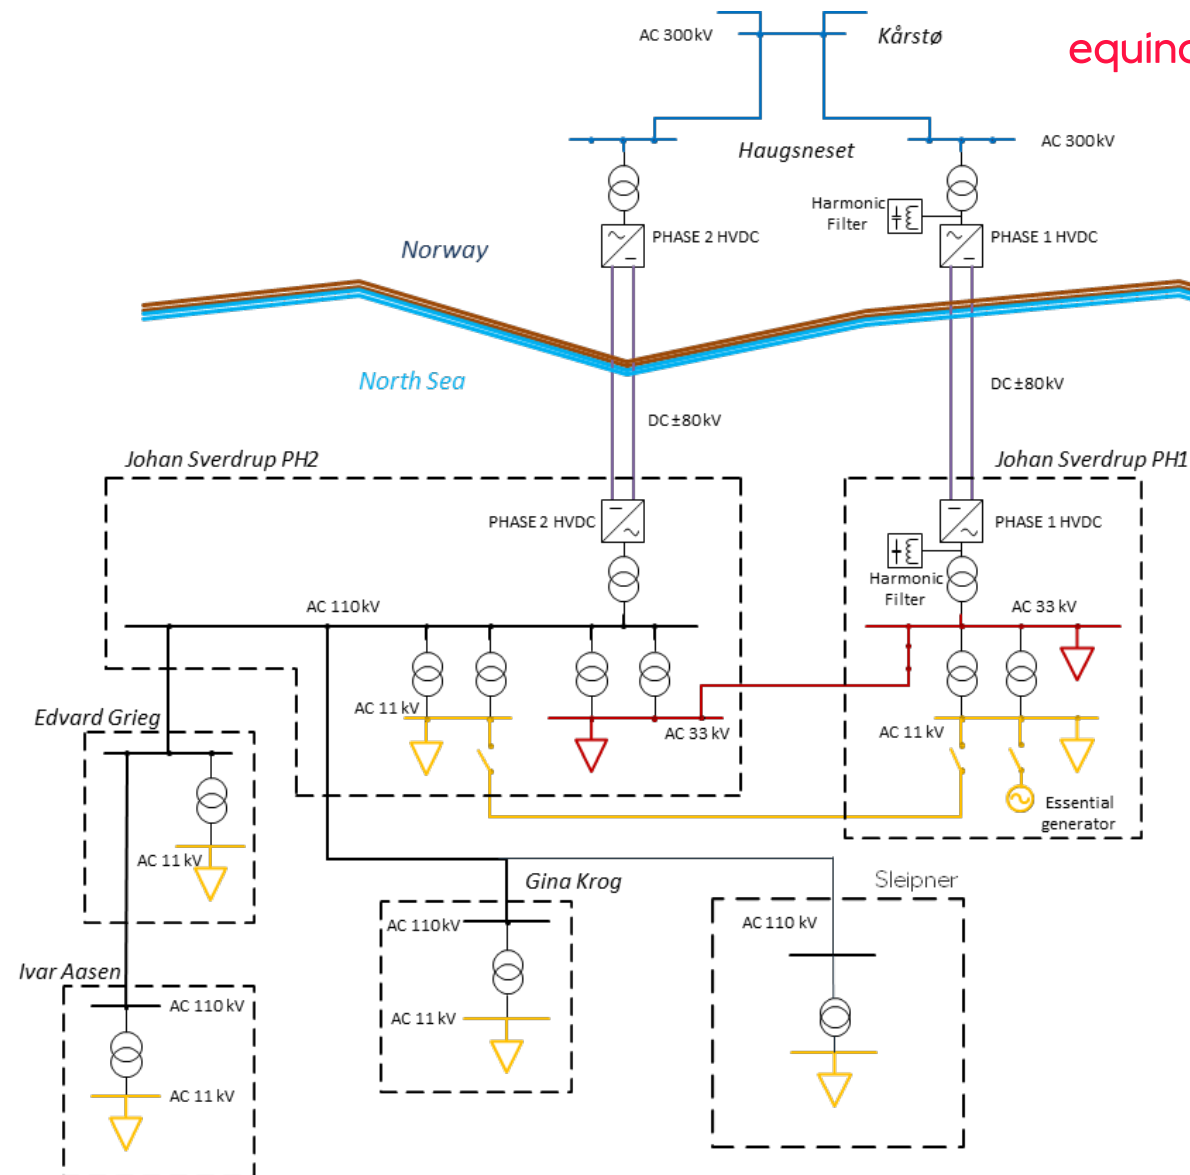 AC 300kV
Kårstø
Haugsneset
AC 300kV
Harmonic
Filter
PHASE 2 HVDC
PHASE 1 HVDC
Norway
North Sea
DC ±80kV
DC ±80kV
Johan Sverdrup PH2
Johan Sverdrup PH1
PHASE 2 HVDC
PHASE 1 HVDC
Harmonic
Filter
AC 110kV
AC 33 kV
AC 11 kV
AC 33 kV
AC 11 kV
Edvard Grieg
Essential
generator
AC 11 kV
Gina Krog
Sleipner
AC 110kV
AC 110 kV
Ivar Aasen
AC 110 kV
AC 11 kV
AC 11 kV